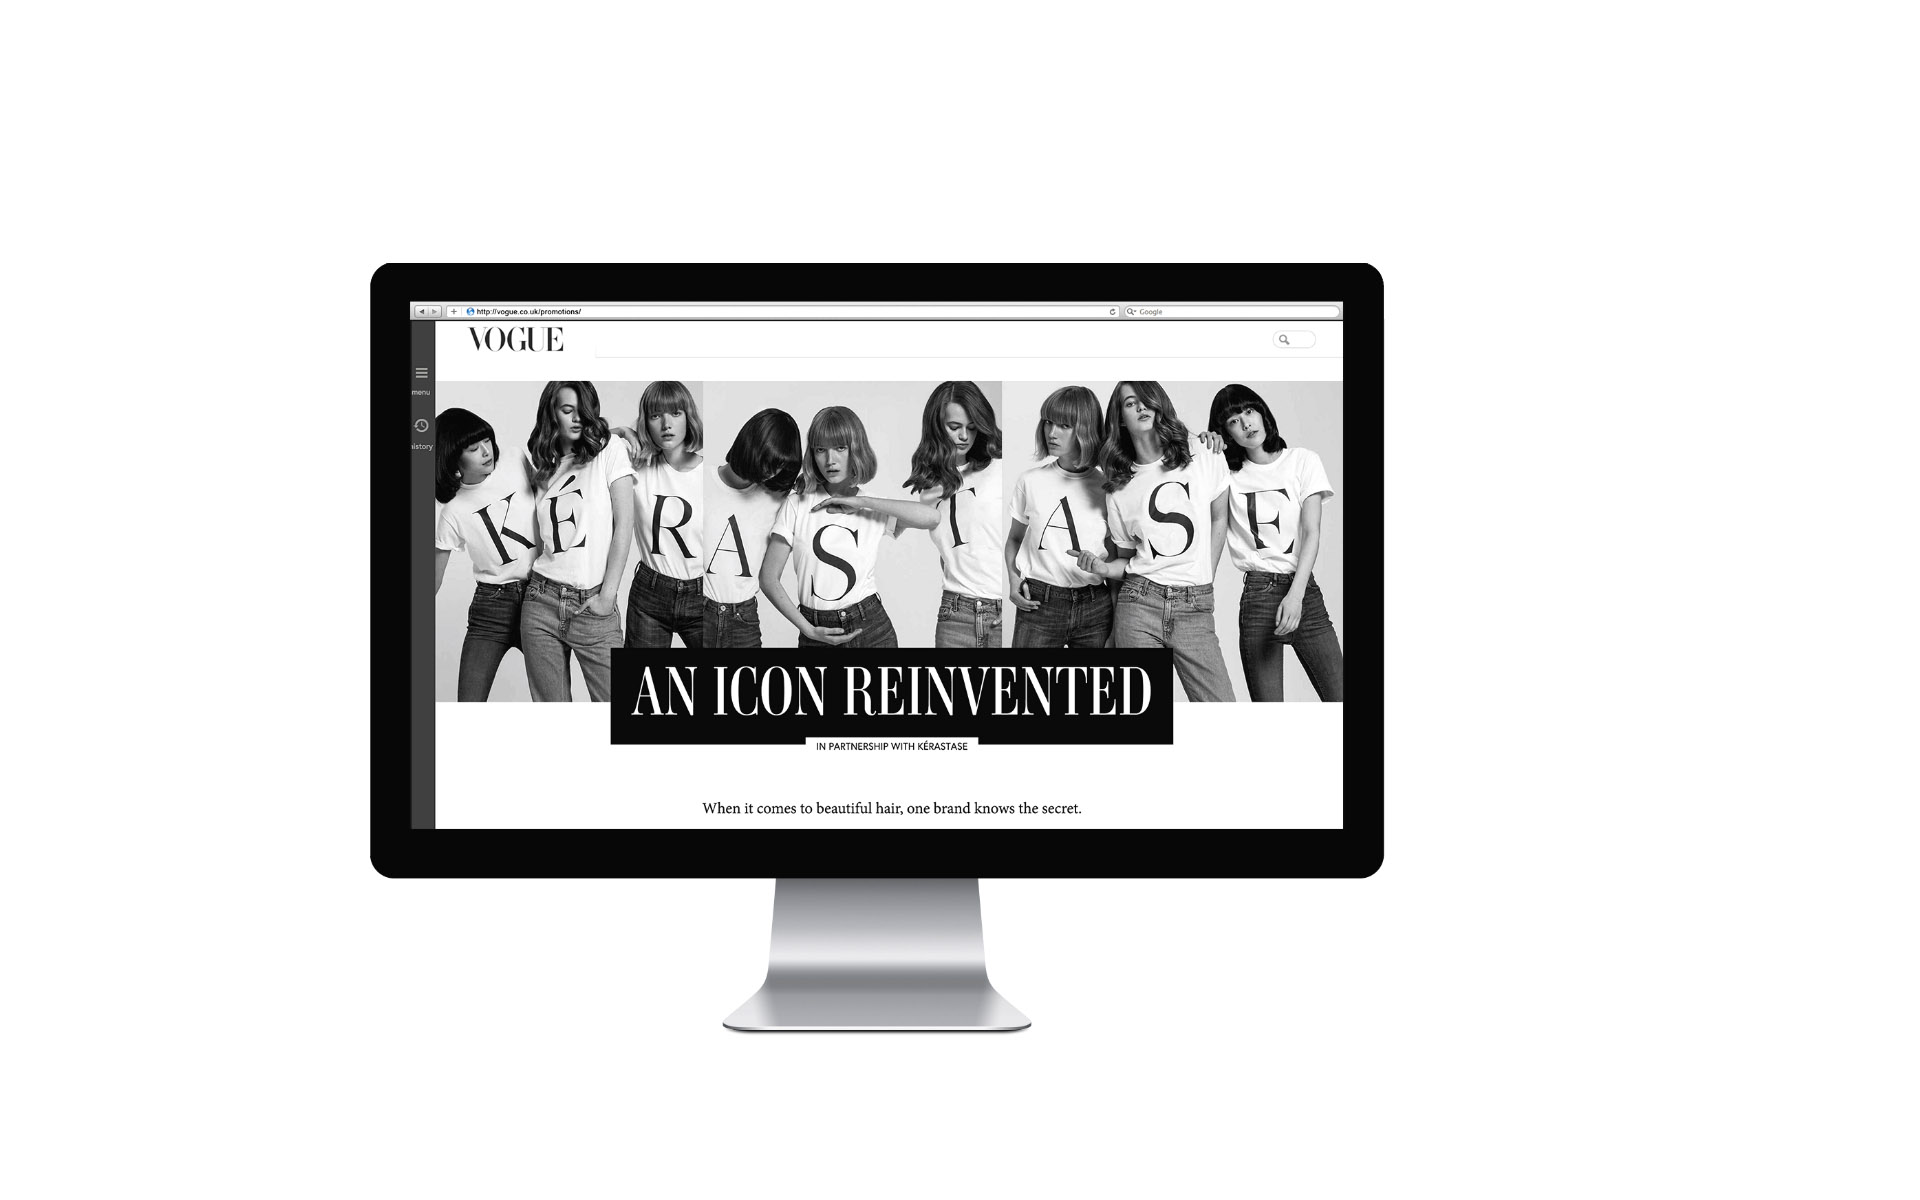 http://vogue.co.uk/promotions/
Google
VOGUE
menu
history
KÉRASTASE
AN ICON REINVENTED
IN PARTNERSHIP WITH KÉRASTASE
When it comes to beautiful hair, one brand knows the secret.